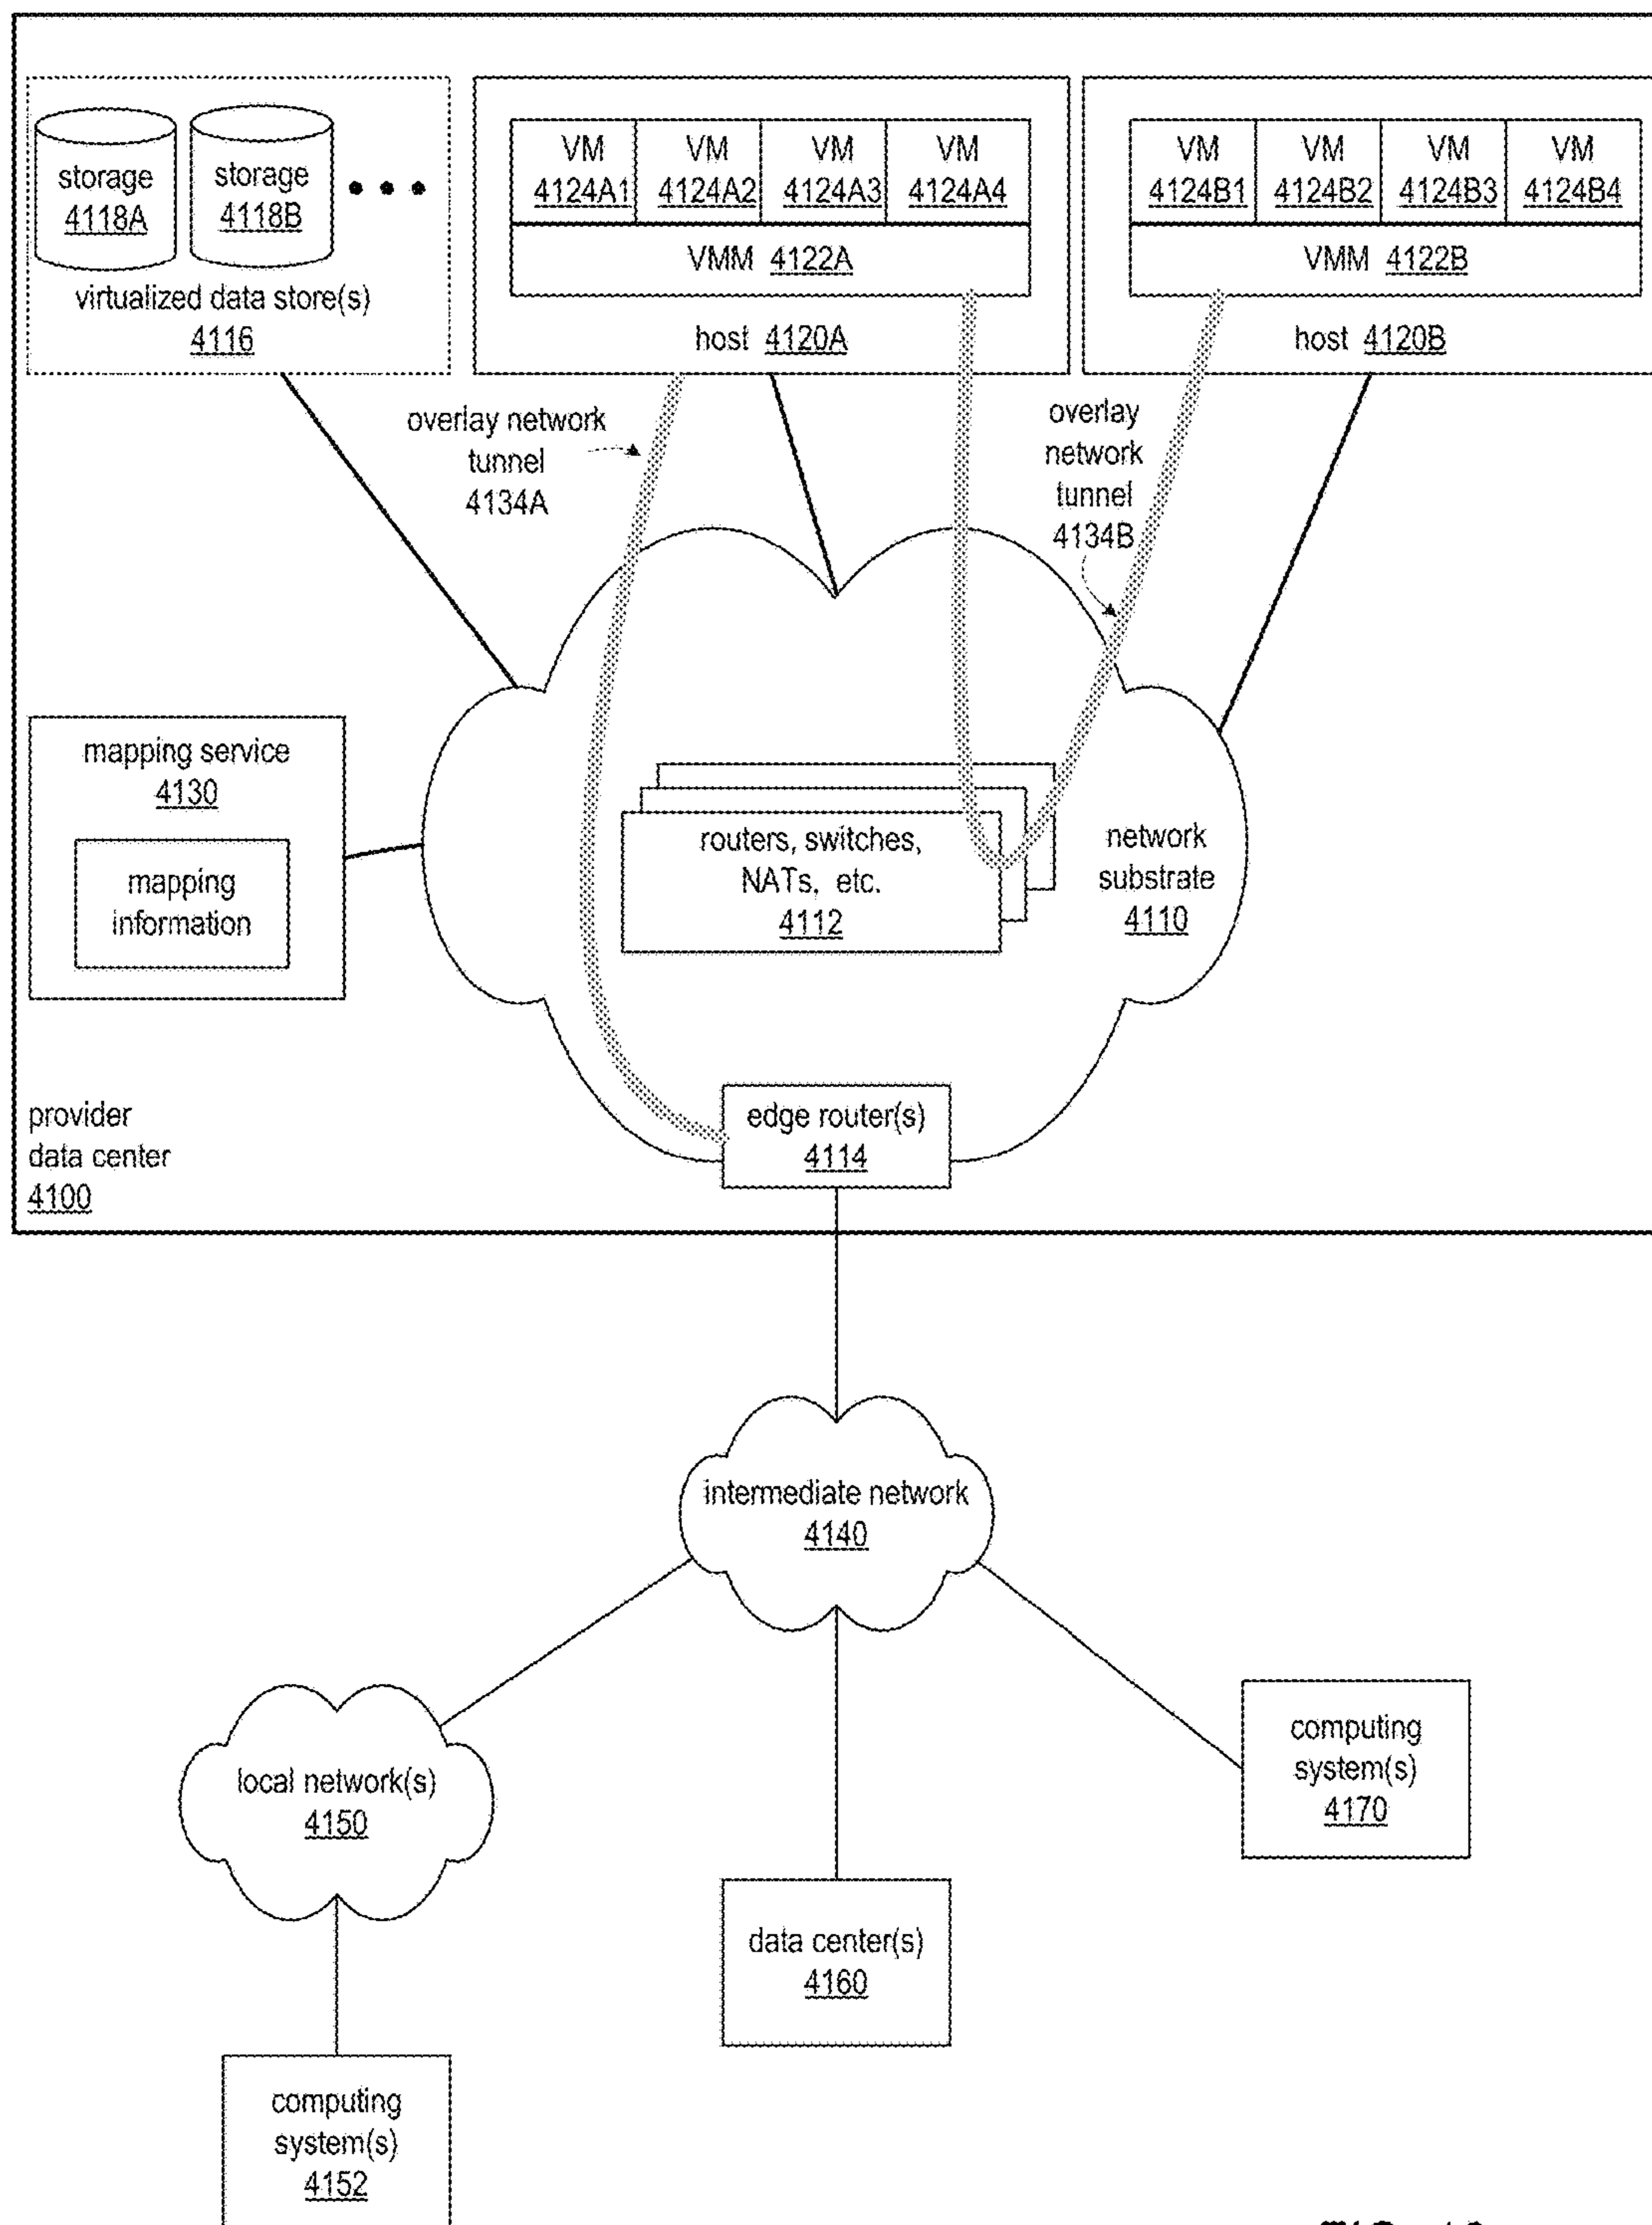 storage
4118A
storage
4118B
virtualized data store(s)
4116
VM
4124A1
VM
4124A2
VM
4124A3
VM
4124A4
VMM 4122A
host 4120A
VM
4124B1
VM
4124B2
VM
4124B3
VM
4124B4
VMM 4122B
host 4120B
overlay network
tunnel
4134A
overlay
network
tunnel
4134B
mapping service
4130
mapping
information
routers, switches,
NATs, etc.
4112
network
substrate
4110
edge router(s)
4114
provider
data center
4100
intermediate network
4140
local network(s)
4150
computing
system(s)
4170
data center(s)
4160
computing
system(s)
4152